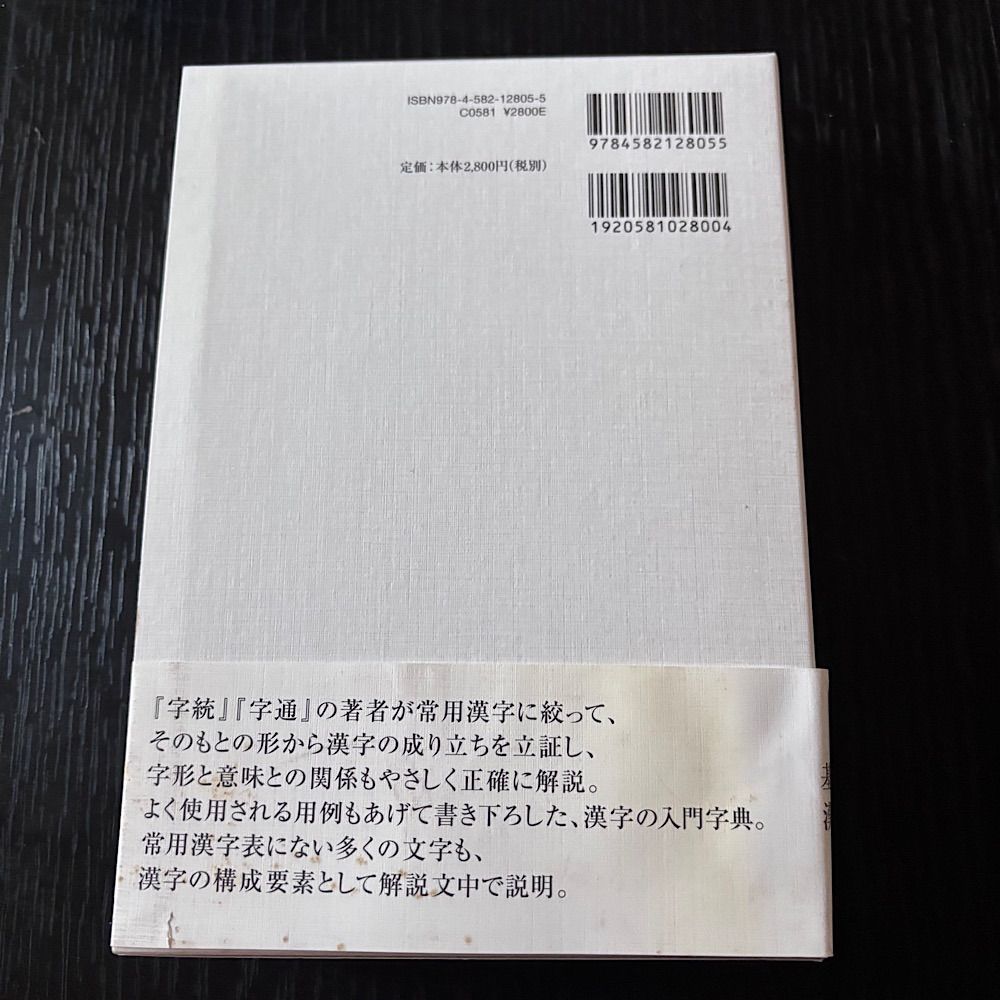 ISBN978-4-582-12805-5
C0581 ¥2800E
定価：本体2,800円（税別）
9784582128055
1920581028004
『字統』『字通』の著者が常用漢字に絞って、
そのもとの形から漢字の成り立ちを立証し、
字形と意味との関係もやさしく正確に解説。
よく使用される用例もあげて書き下ろした、漢字の入門字典。
常用漢字表にない多くの文字も、
漢字の構成要素として解説文中で説明。